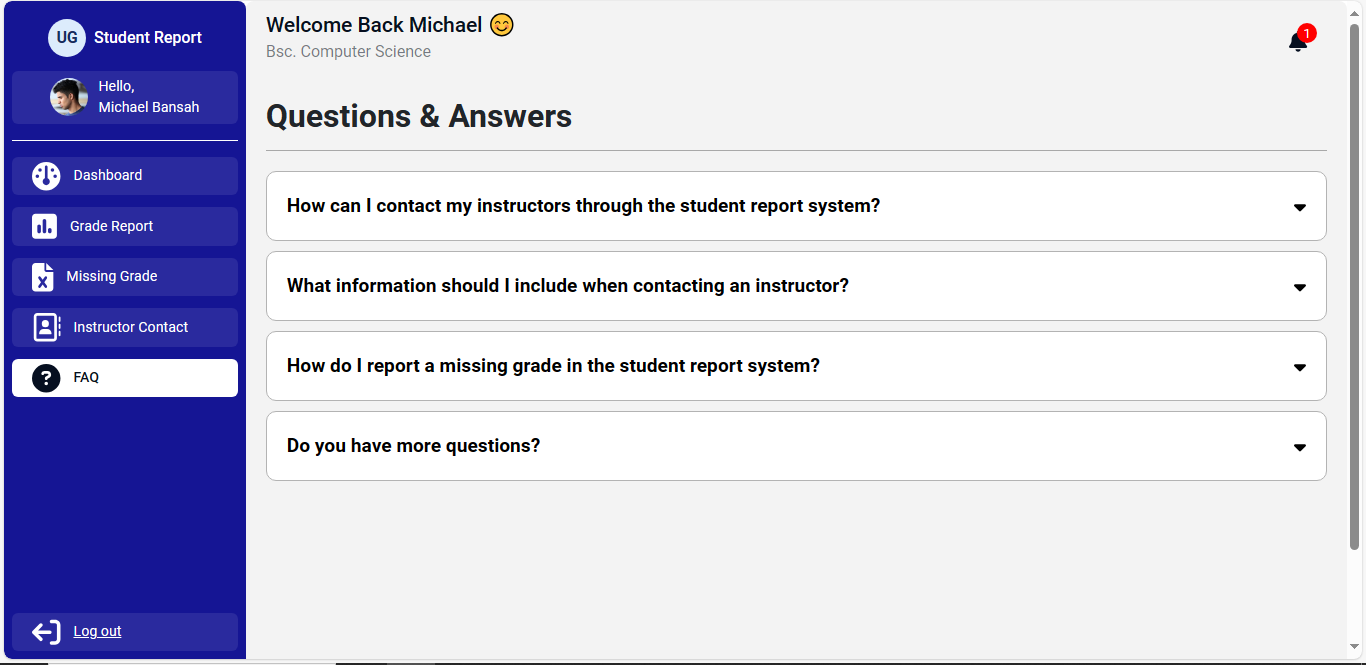 UG Student Report
Hello,
Michael Bansah
Dashboard
Grade Report
Missing Grade
Instructor Contact
? FAQ
Log out
Welcome Back Michael 😊
Bsc. Computer Science
1
Questions & Answers
How can I contact my instructors through the student report system?
What information should I include when contacting an instructor?
How do I report a missing grade in the student report system?
Do you have more questions?